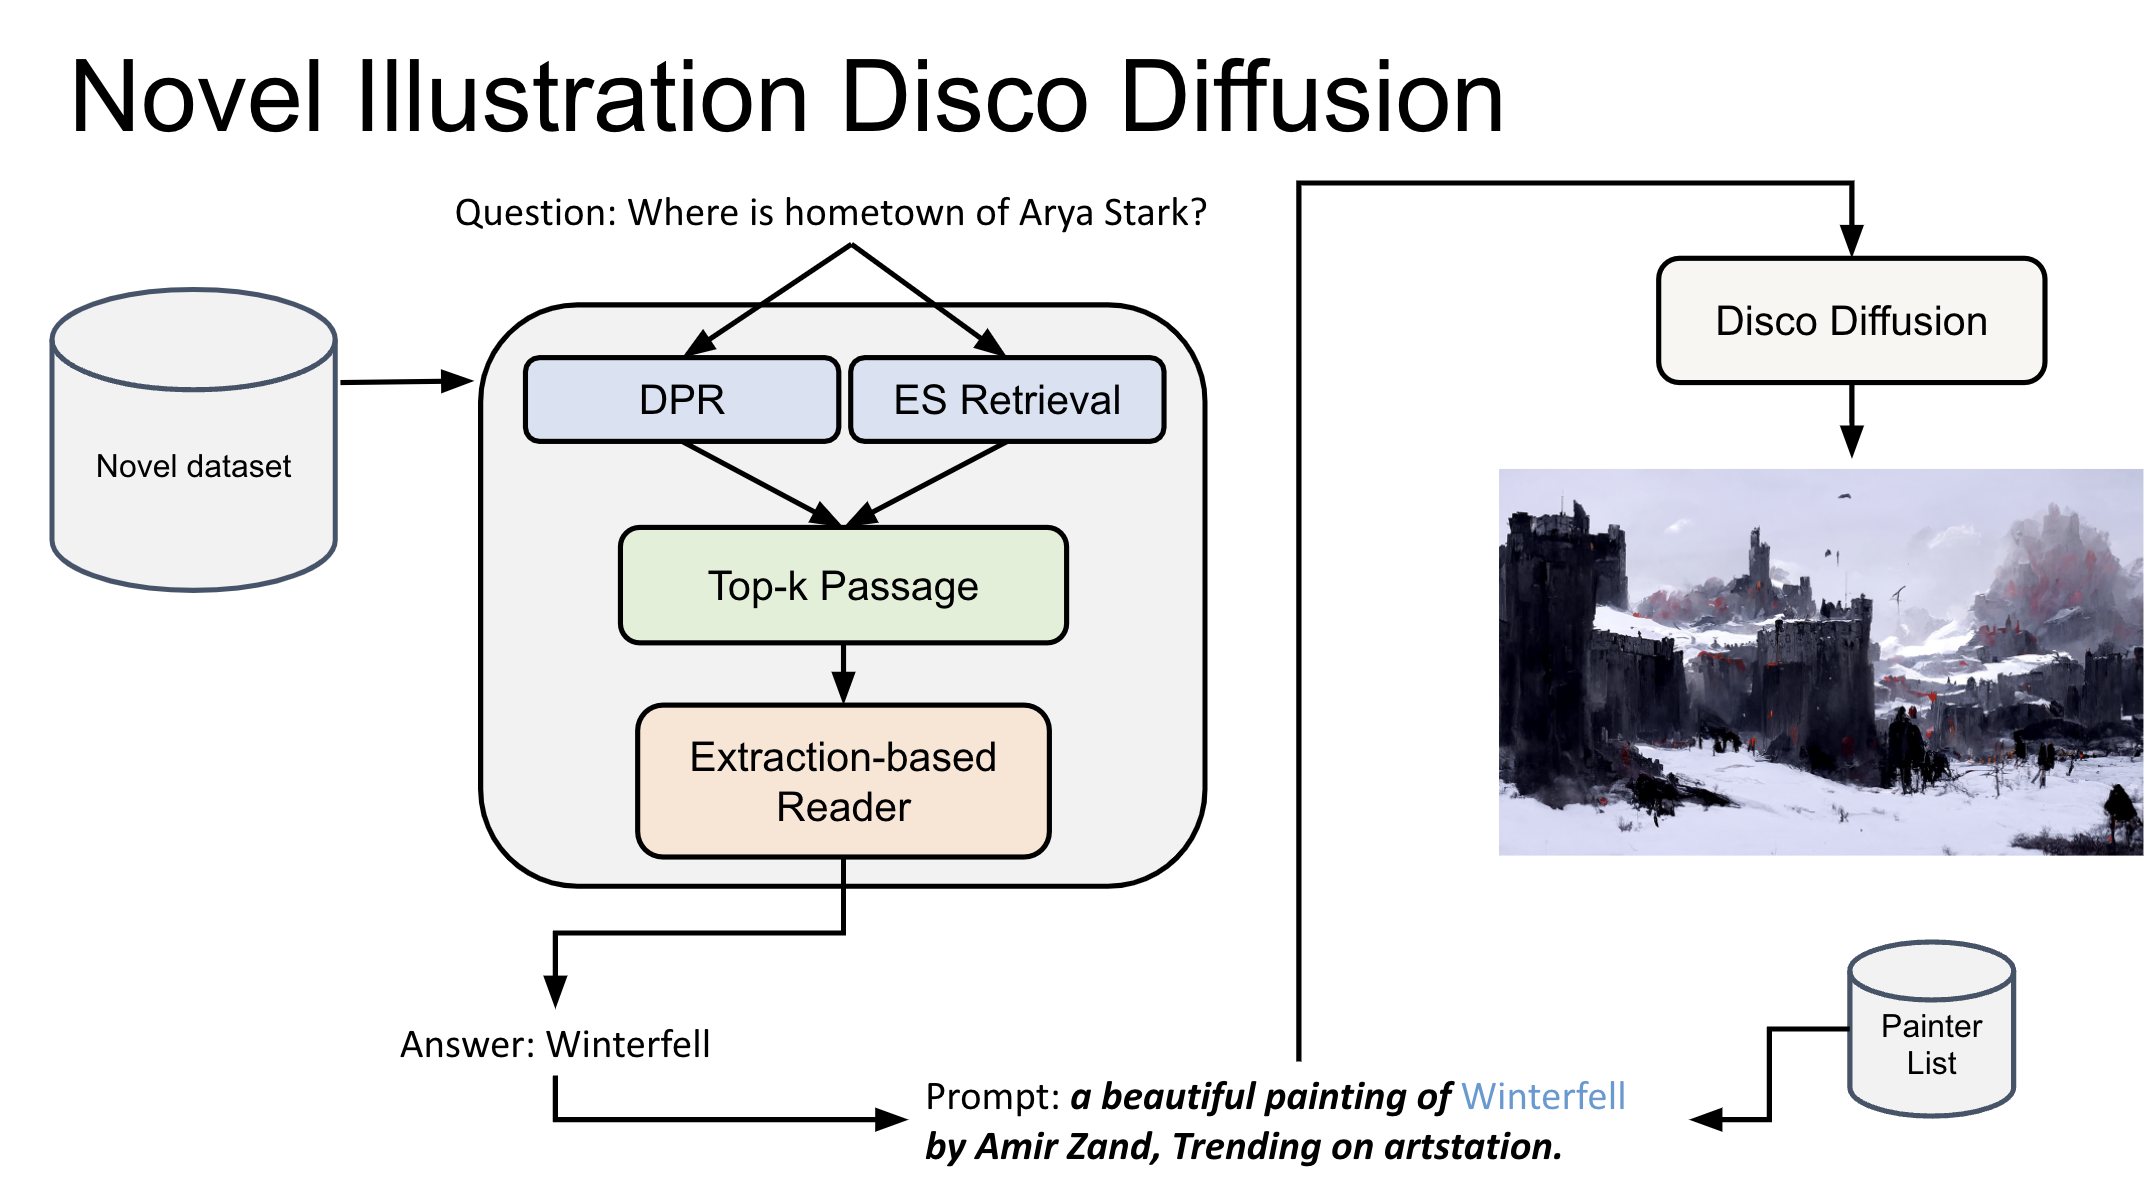 Novel Illustration Disco Diffusion
Question: Where is hometown of Arya Stark?
Novel dataset
DPR
ES Retrieval
Top-k Passage
Extraction-based
Reader
Answer: Winterfell
Prompt: a beautiful painting of Winterfell
by Amir Zand, Trending on artstation.
Disco Diffusion
Painter
List